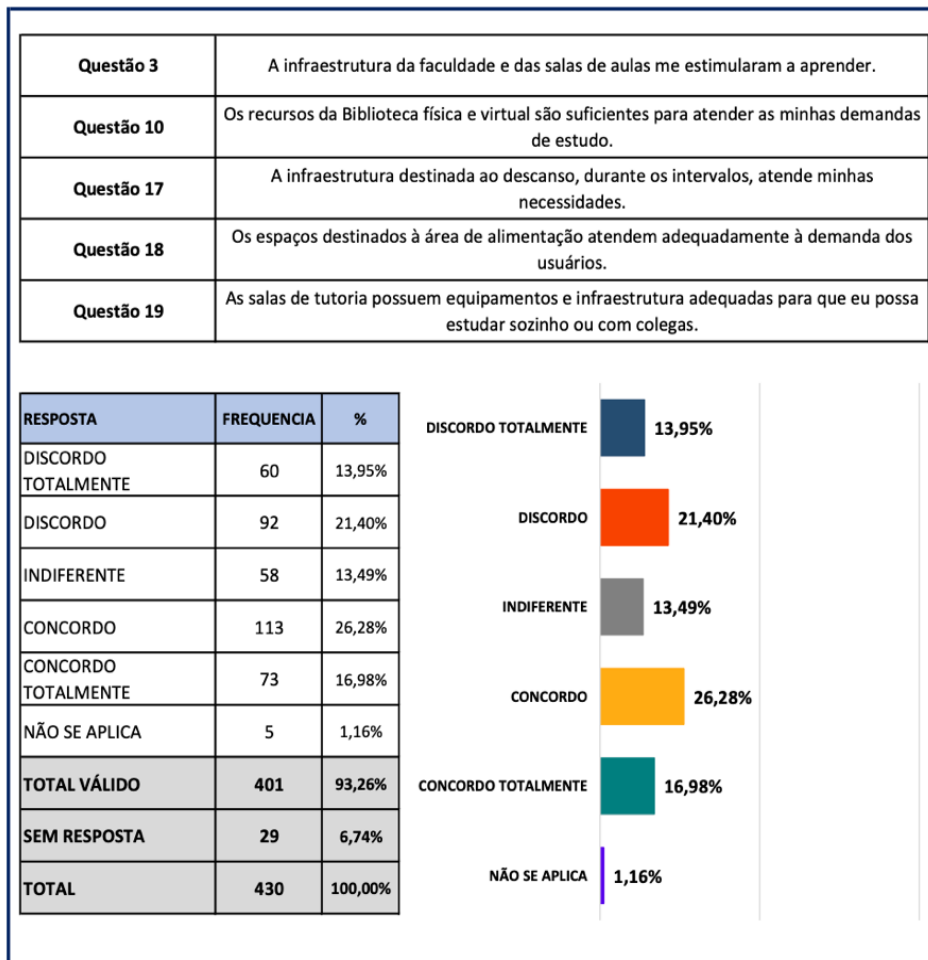 Questão 3
A infraestrutura da faculdade e das salas de aulas me estimularam a aprender.
Questão 10
Os recursos da Biblioteca física e virtual são suficientes para atender as minhas demandas
de estudo.
Questão 17
A infraestrutura destinada ao descanso, durante os intervalos, atende minhas
necessidades.
Questão 18
Os espaços destinados à área de alimentação atendem adequadamente à demanda dos
usuários.
Questão 19
As salas de tutoria possuem equipamentos e infraestrutura adequadas para que eu possa
estudar sozinho ou com colegas.
RESPOSTA FREQUENCIA %
DISCORDO
TOTALMENTE 60 13,95%
DISCORDO 92 21,40%
INDIFERENTE 58 13,49%
CONCORDO 113 26,28%
CONCORDO
TOTALMENTE 73 16,98%
NÃO SE APLICA 5 1,16%
TOTAL VÁLIDO 401 93,26%
SEM RESPOSTA 29 6,74%
TOTAL 430 100,00%
DISCORDO TOTALMENTE 13,95%
DISCORDO 21,40%
INDIFERENTE 13,49%
CONCORDO 26,28%
CONCORDO TOTALMENTE 16,98%
NÃO SE APLICA 1,16%